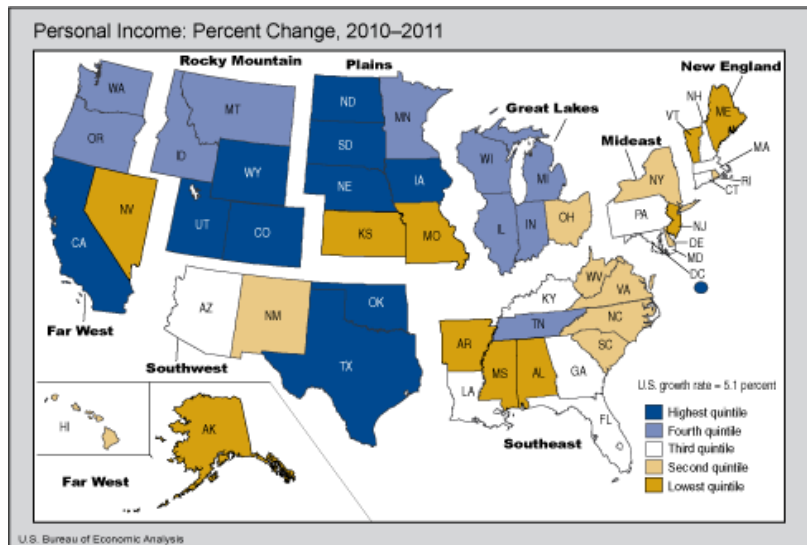 Personal Income: Percent Change, 2010–2011
Rocky Mountain
Plains
New England
Great Lakes
Mideast
WA
OR
MT
ID
WY
UT
CO
CA
NV
ND
SD
NE
KS
MN
IA
MO
WI
MI
IL
IN
OH
NH
VT
ME
MA
RI
CT
NY
PA
NJ
DE
MD
DC
AZ
NM
OK
TX
AR
LA
MS
AL
TN
KY
WV
VA
NC
SC
GA
FL
Far West
Southwest
Southeast
HI
AK
Far West
U.S. growth rate = 5.1 percent
Highest quintile
Fourth quintile
Third quintile
Second quintile
Lowest quintile
U.S. Bureau of Economic Analysis